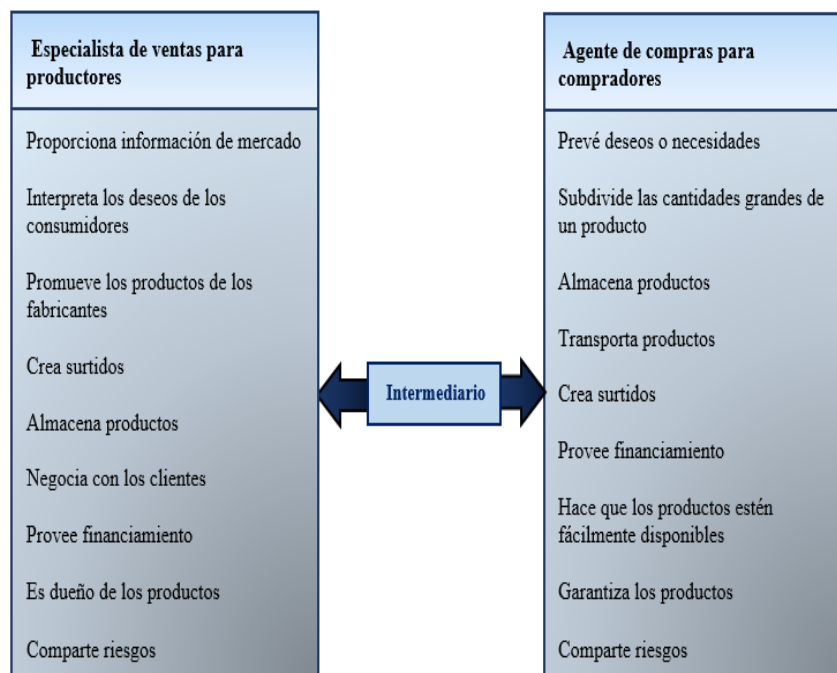 Especialista de ventas para
productores
Proporciona información de mercado
Interpreta los deseos de los
consumidores
Promueve los productos de los
fabricantes
Crea surtidos
Almacena productos
Negocia con los clientes
Provee financiamiento
Es dueño de los productos
Comparte riesgos
Intermediario
Agente de compras para
compradores
Prevé deseos o necesidades
Subdivide las cantidades grandes de
un producto
Almacena productos
Transporta productos
Crea surtidos
Provee financiamiento
Hace que los productos estén
fácilmente disponibles
Garantiza los productos
Comparte riesgos